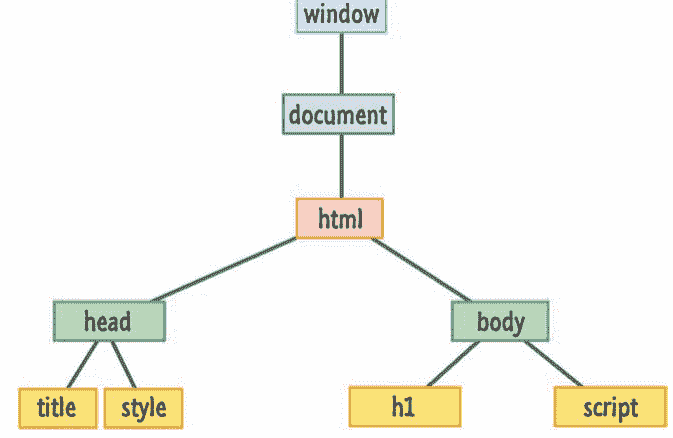 window
document
html
head
body
title
style
h1
script